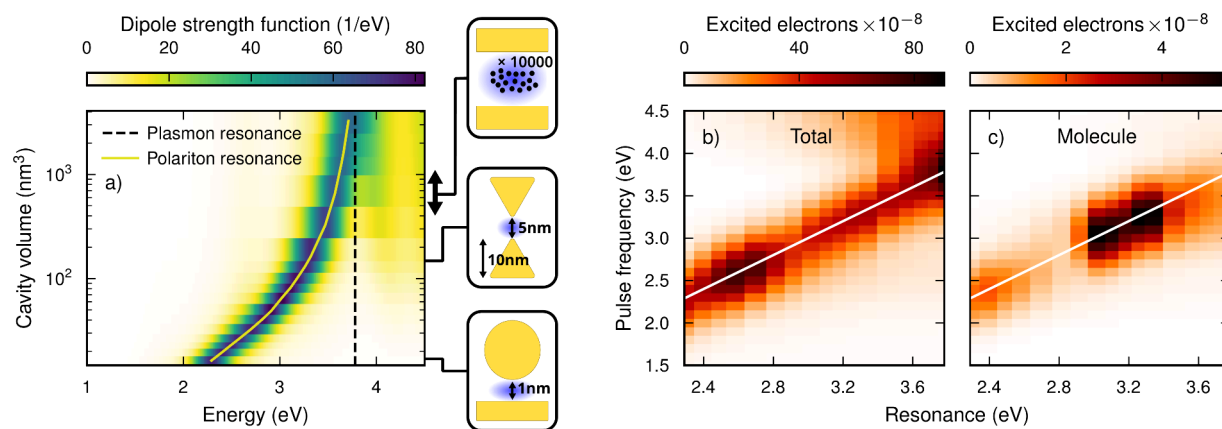 Dipole strength function (1/eV)
0 20 40 60 80
Plasmon resonance
Polariton resonance
a)
Cavity volume (nm³)
10³
10²
1 2 3 4
Energy (eV)
× 10000
5nm
10nm
1nm
Excited electrons ×10⁻⁸
0 40 80
b) Total
Pulse frequency (eV)
4.5
4.0
3.5
3.0
2.5
2.0
1.5
2.4 2.8 3.2 3.6
Excited electrons ×10⁻⁸
0 2 4
c) Molecule
2.4 2.8 3.2 3.6
Resonance (eV)